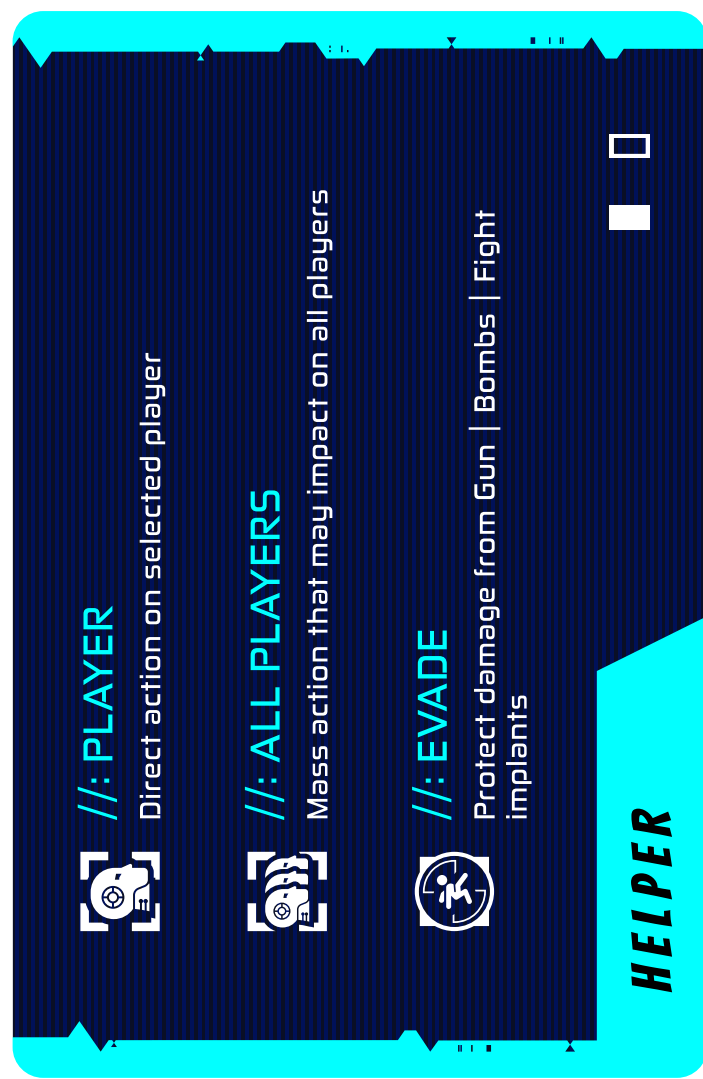 //: PLAYER
Direct action on selected player
//: ALL PLAYERS
Mass action that may impact on all players
//: EVADE
Protect damage from Gun | Bombs | Fight
implants
HELPER